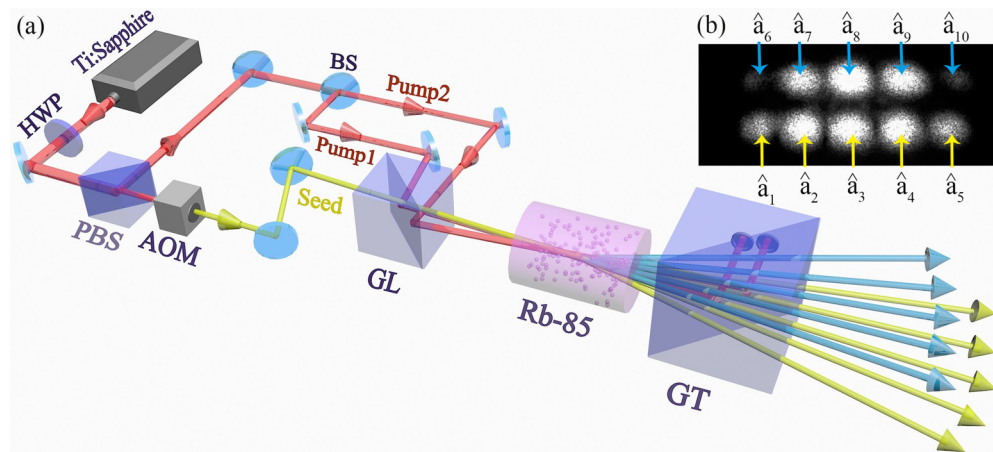 (a)
Ti:Sapphire
HWP
PBS
AOM
BS
Pump2
Pump1
Seed
GL
Rb-85
GT
(b)
â₆ â₇ â₈ â₉ â₁₀
â₁ â₂ â₃ â₄ â₅